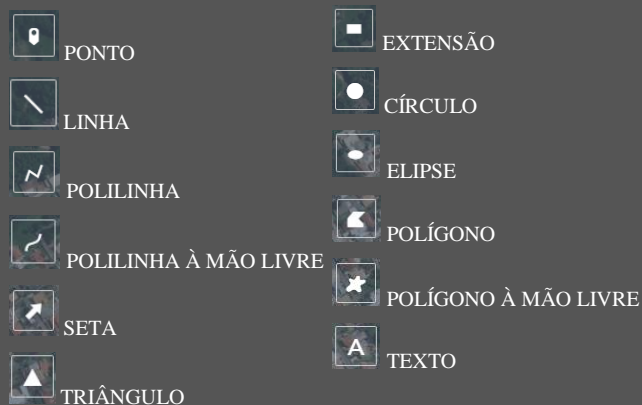 PONTO
LINHA
POLILINHA
POLILINHA À MÃO LIVRE
SETA
TRIÂNGULO
EXTENSÃO
CÍRCULO
ELIPSE
POLÍGONO
POLÍGONO À MÃO LIVRE
A TEXTO